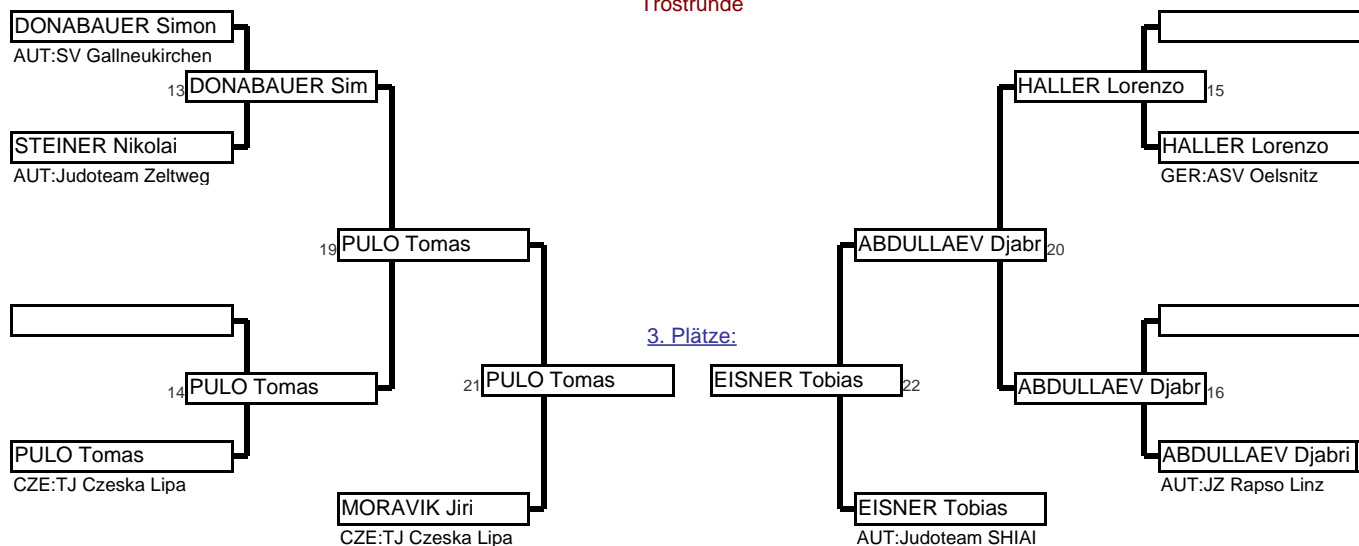 Trostrunde
DONABAUER Simon
AUT:SV Gallneukirchen
13 DONABAUER Sim
HALLER Lorenzo 15
STEINER Nikolai
AUT:Judoteam Zeltweg
HALLER Lorenzo
GER:ASV Oelsnitz
19 PULO Tomas
ABDULLAEV Djabr 20
3. Plätze:
14 PULO Tomas
21 PULO Tomas
EISNER Tobias 22
ABDULLAEV Djabr 16
PULO Tomas
CZE:TJ Czeska Lipa
ABDULLAEV Djabri
AUT:JZ Rapso Linz
MORAVIK Jiri
CZE:TJ Czeska Lipa
EISNER Tobias
AUT:Judoteam SHIAI